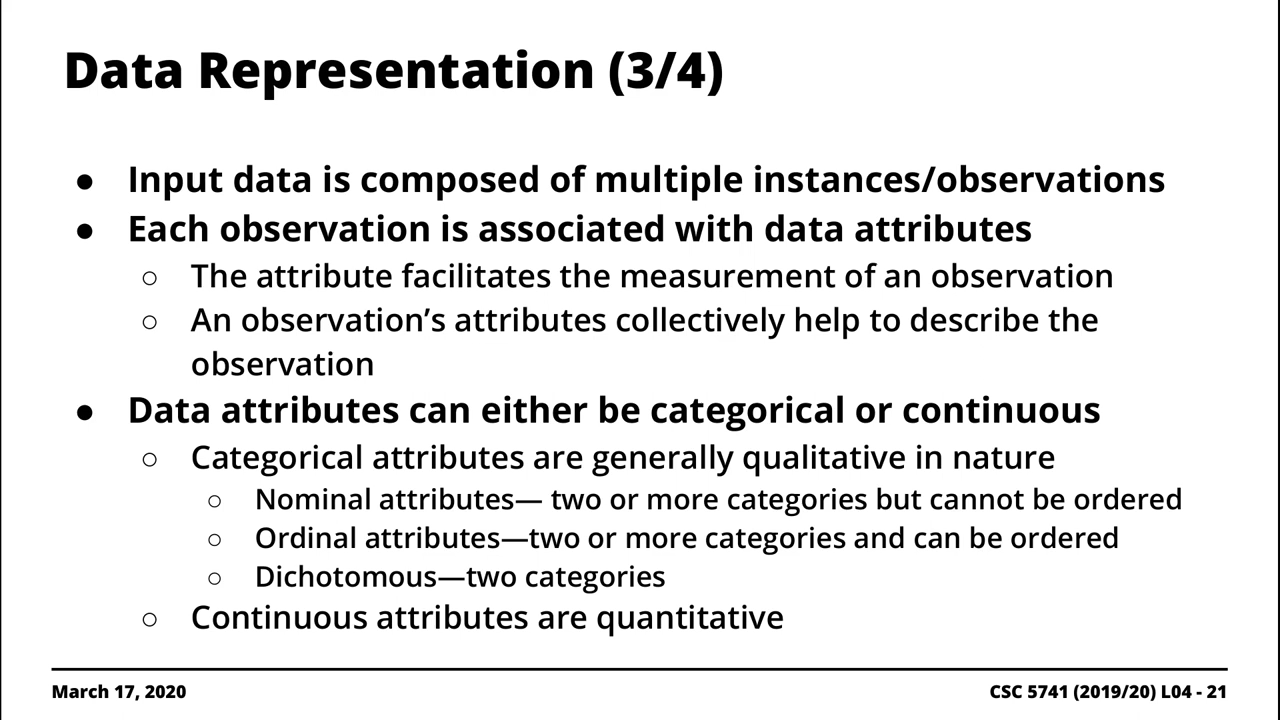 Data Representation (3/4)
● Input data is composed of multiple instances/observations
● Each observation is associated with data attributes
○ The attribute facilitates the measurement of an observation
○ An observation’s attributes collectively help to describe the
observation
● Data attributes can either be categorical or continuous
○ Categorical attributes are generally qualitative in nature
○ Nominal attributes— two or more categories but cannot be ordered
○ Ordinal attributes—two or more categories and can be ordered
○ Dichotomous—two categories
○ Continuous attributes are quantitative
March 17, 2020
CSC 5741 (2019/20) L04 - 21